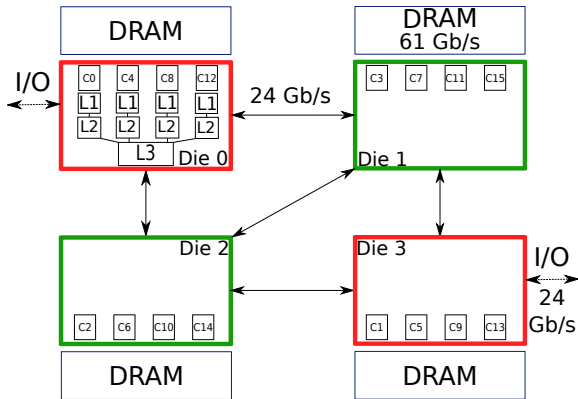 DRAM
DRAM
61 Gb/s
I/O
C0 C4 C8 C12
L1 L1 L1 L1
L2 L2 L2 L2
L3
Die 0
24 Gb/s
C3 C7 C11 C15
Die 1
Die 2
C2 C6 C10 C14
Die 3
C1 C5 C9 C13
I/O
24
Gb/s
DRAM
DRAM